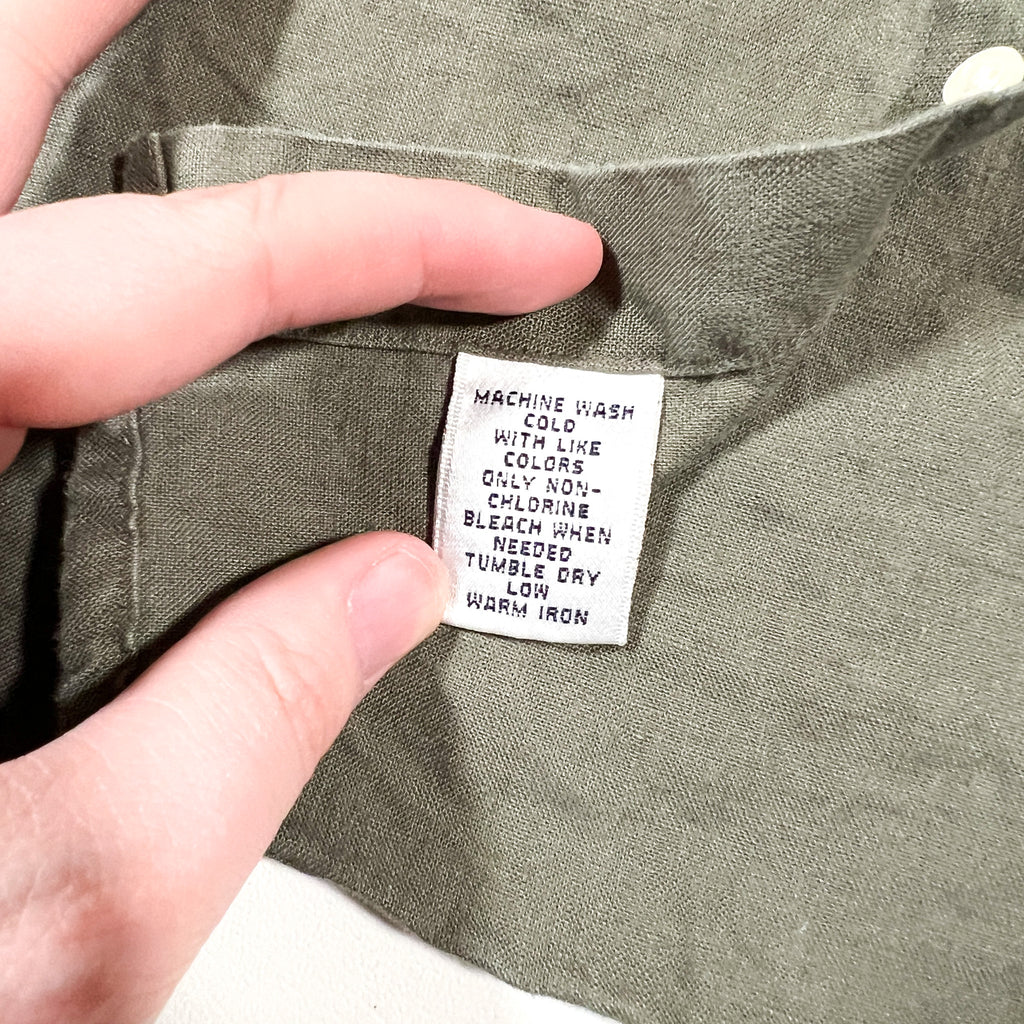 MACHINE WASH
COLD
WITH LIKE
COLORS
ONLY NON-
CHLORINE
BLEACH WHEN
NEEDED
TUMBLE DRY
LOW
WARM IRON